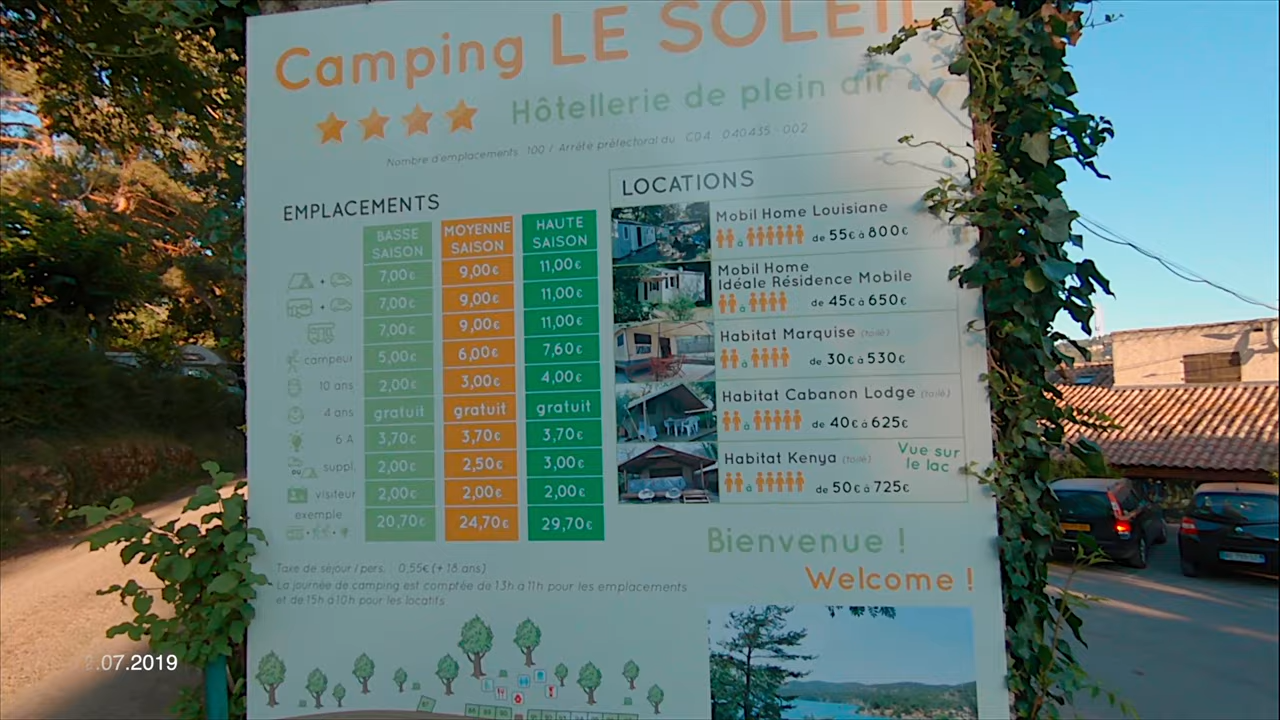 Camping LE SOLEIL
Hôtellerie de plein air
Nombre d'emplacements 100 / Arrêté préfectoral du C04 040435-002
EMPLACEMENTS
BASSE SAISON
MOYENNE SAISON
HAUTE SAISON
7,00€ 9,00€ 11,00€
7,00€ 9,00€ 11,00€
7,00€ 9,00€ 11,00€
campeur 5,00€ 6,00€ 7,60€
10 ans 2,00€ 3,00€ 4,00€
4 ans gratuit gratuit gratuit
6 A 3,70€ 3,70€ 3,70€
suppl. 2,00€ 2,50€ 3,00€
visiteur 2,00€ 2,00€ 2,00€
exemple 20,70€ 24,70€ 29,70€
LOCATIONS
Mobil Home Louisiane
de 55€ à 800€
Mobil Home
Idéale Résidence Mobile
de 45€ à 650€
Habitat Marquise (toilé)
de 30€ à 530€
Habitat Cabanon Lodge (toilé)
de 40€ à 625€
Habitat Kenya (toilé)
Vue sur
le lac
de 50€ à 725€
Taxe de séjour / pers. : 0,55€ (+ 18 ans)
La journée de camping est comptée de 13h à 11h pour les emplacements
et de 15h à 10h pour les locatifs
Bienvenue !
Welcome !
.07.2019